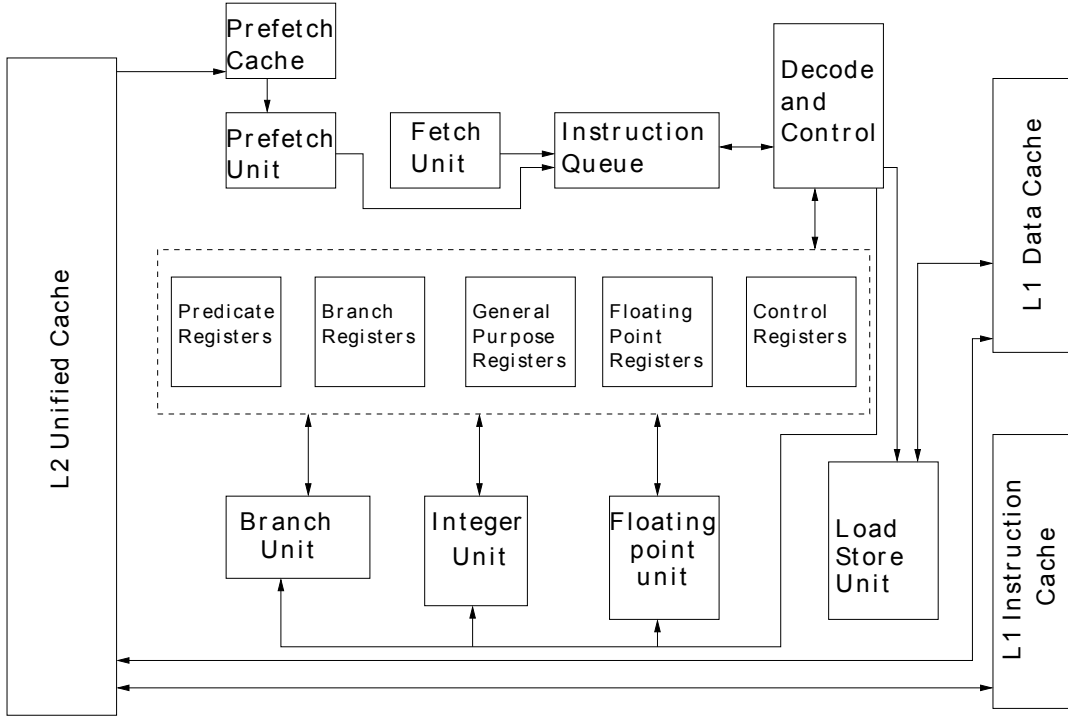 Prefetch
Cache
Prefetch
Unit
Fetch
Unit
Instruction
Queue
Decode
and
Control
L2 Unified Cache
L1 Data Cache
Predicate
Registers
Branch
Registers
General
Purpose
Registers
Floating
Point
Registers
Control
Registers
Branch
Unit
Integer
Unit
Floating
point
unit
Load
Store
Unit
L1 Instruction
Cache